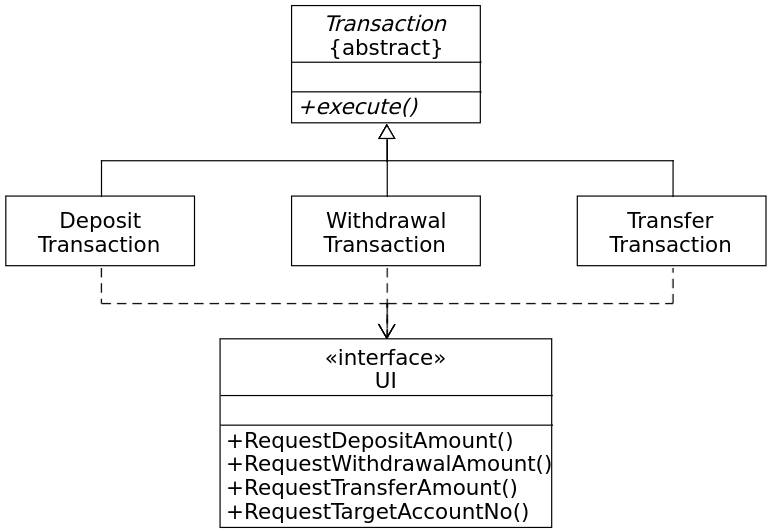 Transaction
{abstract}
+execute()
Deposit
Transaction
Withdrawal
Transaction
Transfer
Transaction
«interface»
UI
+RequestDepositAmount()
+RequestWithdrawalAmount()
+RequestTransferAmount()
+RequestTargetAccountNo()